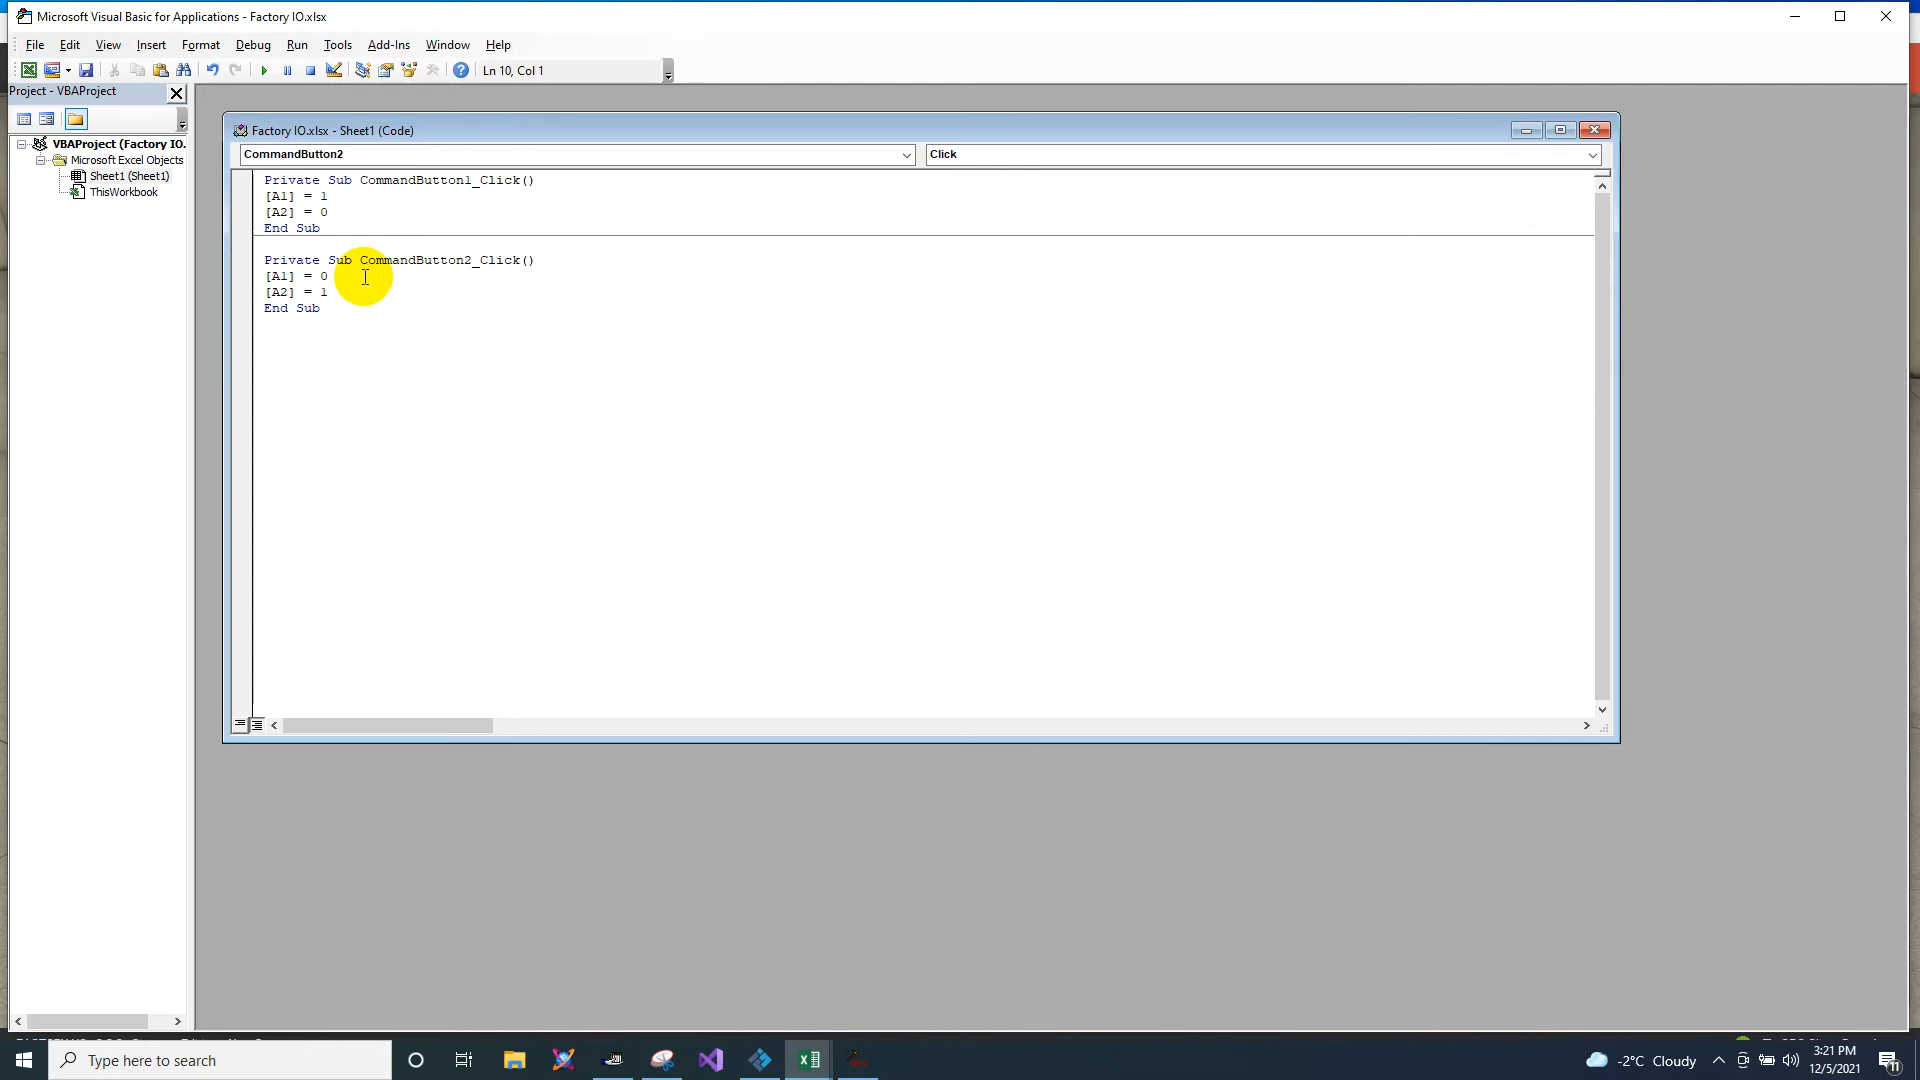 Microsoft Visual Basic for Applications - Factory IO.xlsx
File Edit View Insert Format Debug Run Tools Add-Ins Window Help
Ln 10, Col 1
Project - VBAProject
VBAProject (Factory IO.
Microsoft Excel Objects
Sheet1 (Sheet1)
ThisWorkbook
Factory IO.xlsx - Sheet1 (Code)
CommandButton2
Click
Private Sub CommandButton1_Click()
[A1] = 1
[A2] = 0
End Sub
Private Sub CommandButton2_Click()
[A1] = 0
[A2] = 1
End Sub
Type here to search
-2°C Cloudy
3:21 PM
12/5/2021
11